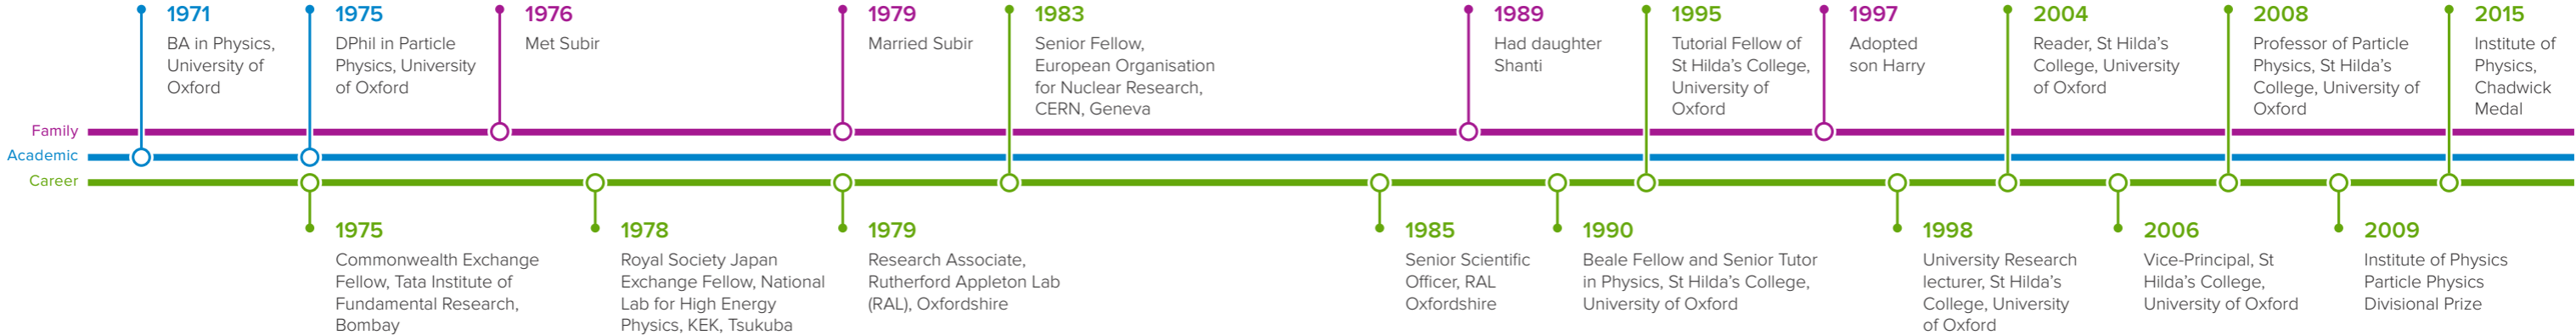 1971
BA in Physics,
University of
Oxford
1975
DPhil in Particle
Physics, University
of Oxford
1976
Met Subir
1979
Married Subir
1983
Senior Fellow,
European Organisation
for Nuclear Research,
CERN, Geneva
1989
Had daughter
Shanti
1995
Tutorial Fellow of
St Hilda's College,
University of
Oxford
1997
Adopted
son Harry
2004
Reader, St Hilda's
College, University
of Oxford
2008
Professor of Particle
Physics, St Hilda's
College, University of
Oxford
2015
Institute of
Physics,
Chadwick
Medal
Family
Academic
Career
1975
Commonwealth Exchange
Fellow, Tata Institute of
Fundamental Research,
Bombay
1978
Royal Society Japan
Exchange Fellow, National
Lab for High Energy
Physics, KEK, Tsukuba
1979
Research Associate,
Rutherford Appleton Lab
(RAL), Oxfordshire
1985
Senior Scientific
Officer, RAL
Oxfordshire
1990
Beale Fellow and Senior Tutor
in Physics, St Hilda's College,
University of Oxford
1998
University Research
lecturer, St Hilda's
College, University
of Oxford
2006
Vice-Principal, St
Hilda's College,
University of Oxford
2009
Institute of Physics
Particle Physics
Divisional Prize